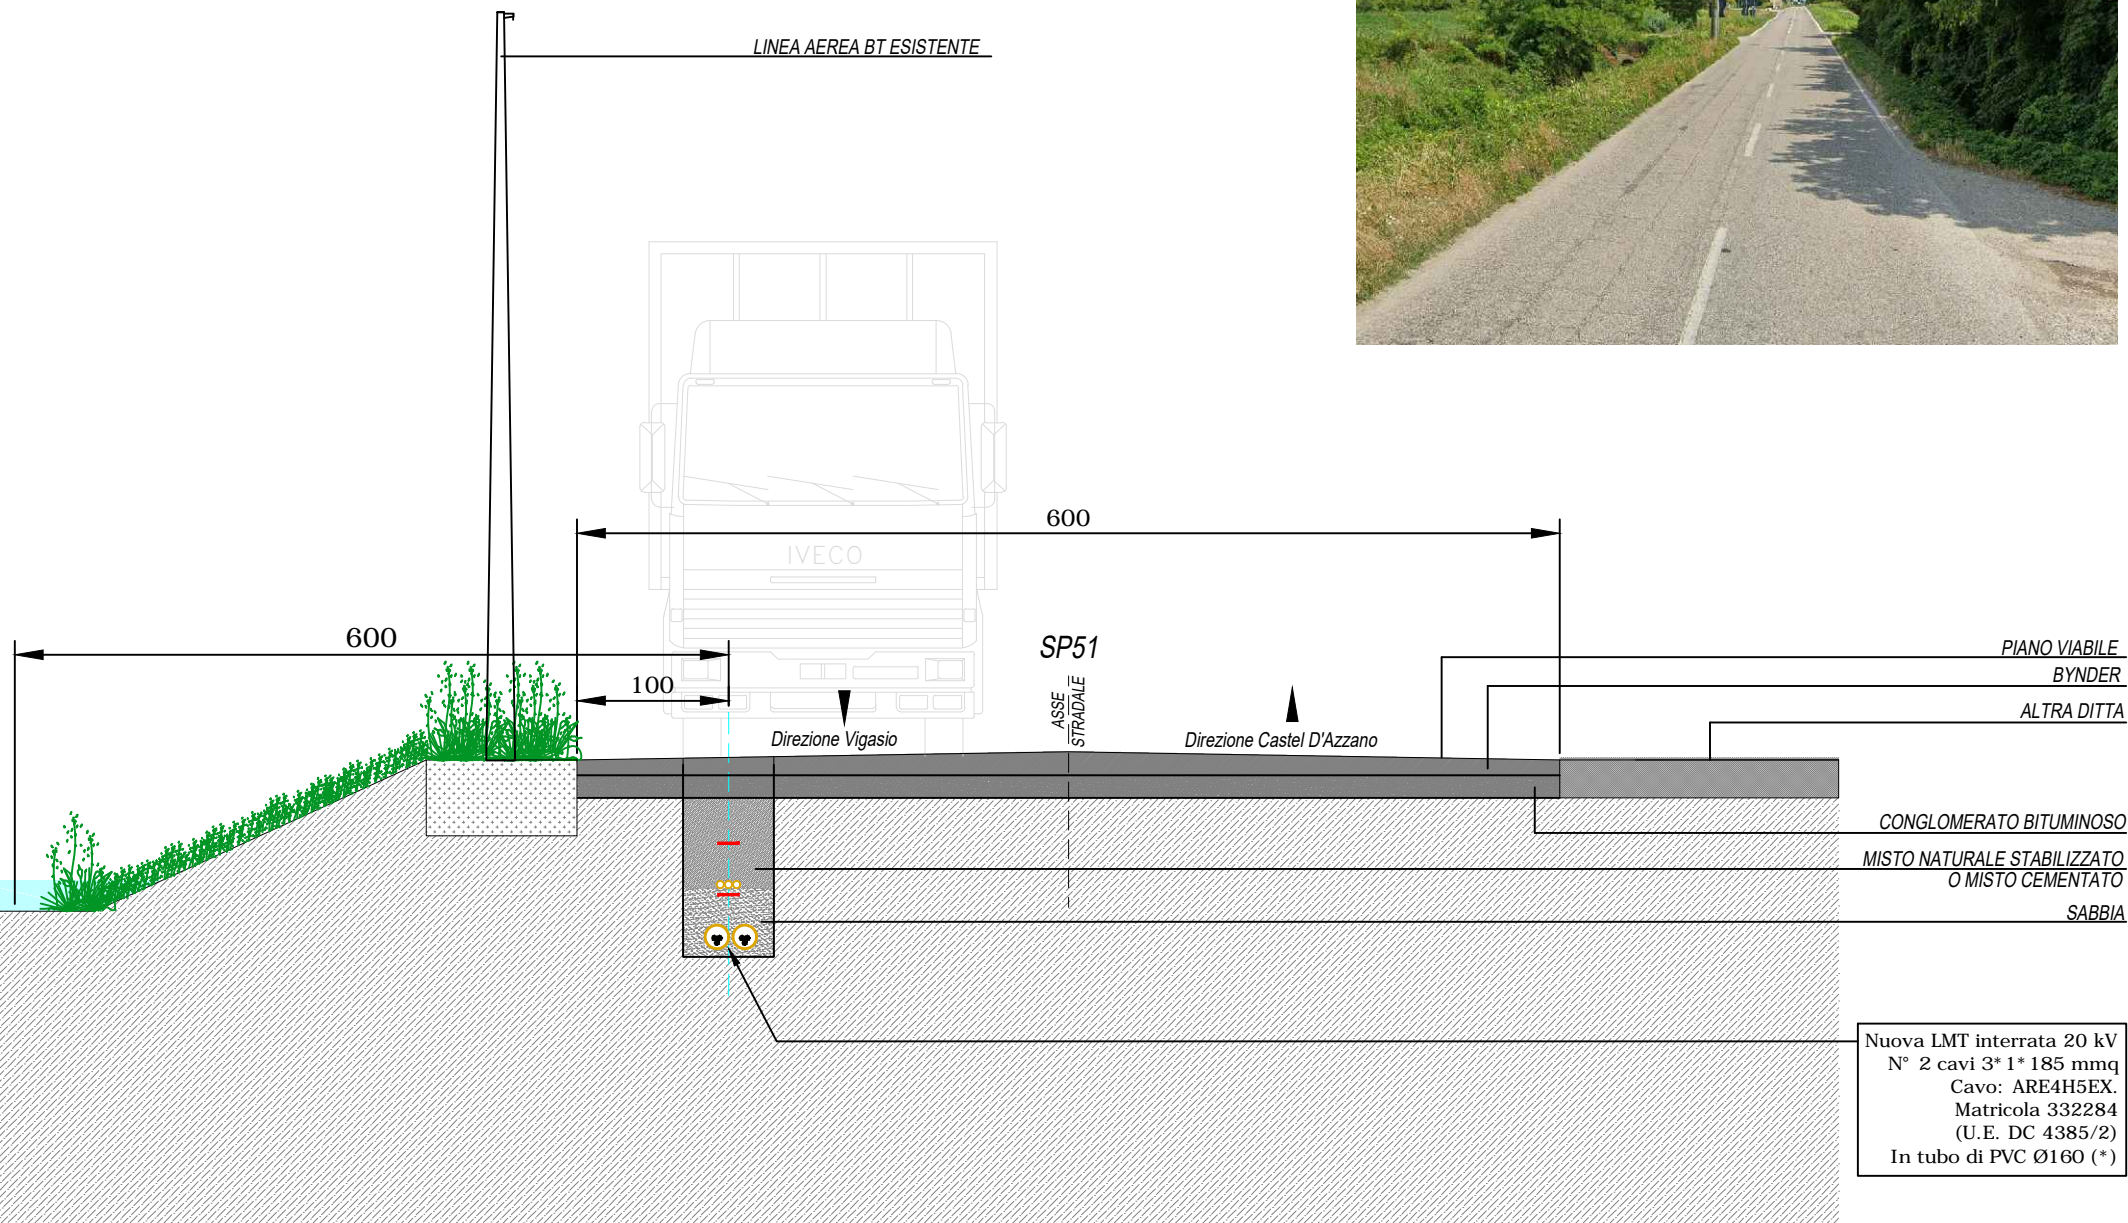 LINEA AEREA BT ESISTENTE
IVECO
600
600
100
SP51
ASSE
STRADALE
Direzione Vigasio
Direzione Castel D'Azzano
PIANO VIABILE
BYNDER
ALTRA DITTA
CONGLOMERATO BITUMINOSO
MISTO NATURALE STABILIZZATO
O MISTO CEMENTATO
SABBIA
Nuova LMT interrata 20 kV
N° 2 cavi 3*1*185 mmq
Cavo: ARE4H5EX.
Matricola 332284
(U.E. DC 4385/2)
In tubo di PVC Ø160 (*)